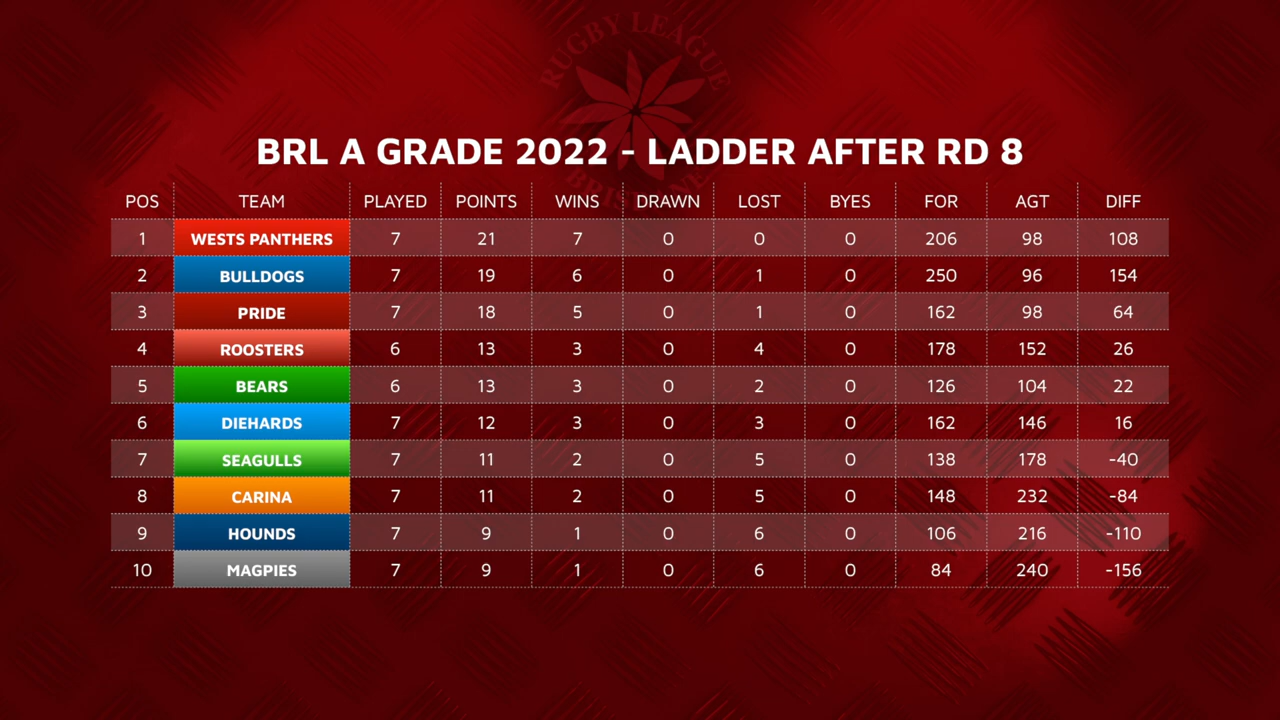 RUGBY LEAGUE
BRISBANE
BRL A GRADE 2022 - LADDER AFTER RD 8
POS TEAM PLAYED POINTS WINS DRAWN LOST BYES FOR AGT DIFF
1 WESTS PANTHERS 7 21 7 0 0 0 206 98 108
2 BULLDOGS 7 19 6 0 1 0 250 96 154
3 PRIDE 7 18 5 0 1 0 162 98 64
4 ROOSTERS 6 13 3 0 4 0 178 152 26
5 BEARS 6 13 3 0 2 0 126 104 22
6 DIEHARDS 7 12 3 0 3 0 162 146 16
7 SEAGULLS 7 11 2 0 5 0 138 178 -40
8 CARINA 7 11 2 0 5 0 148 232 -84
9 HOUNDS 7 9 1 0 6 0 106 216 -110
10 MAGPIES 7 9 1 0 6 0 84 240 -156